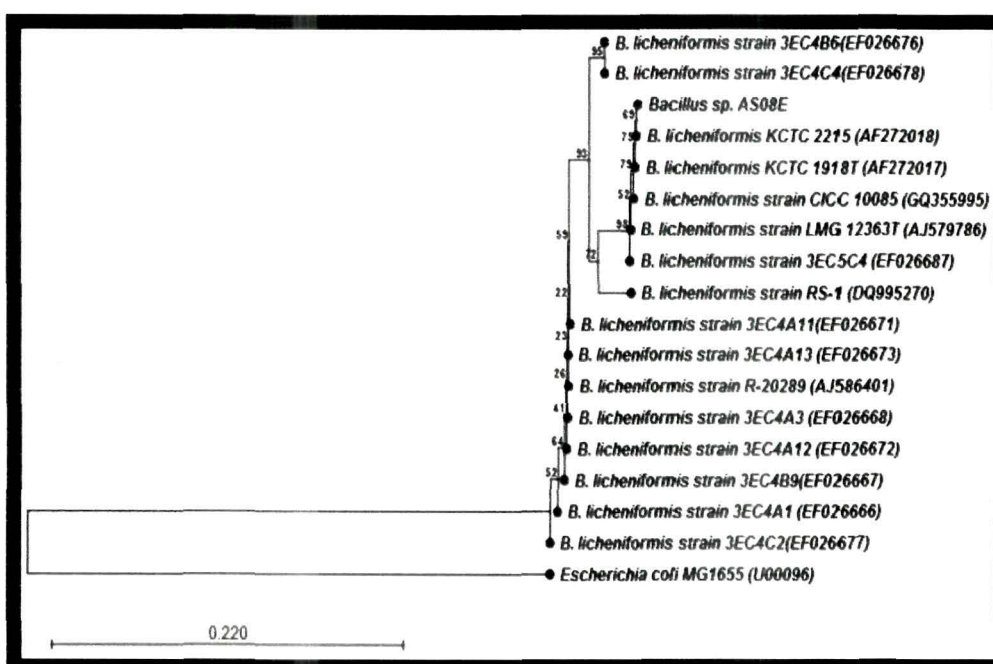 B. licheniformis strain 3EC4B6(EF026676)
95
B. licheniformis strain 3EC4C4(EF026678)
Bacillus sp. AS08E
69
75
B. licheniformis KCTC 2215 (AF272018)
93
79
B. licheniformis KCTC 1918T (AF272017)
52
B. licheniformis strain CICC 10085 (GQ355995)
98
B. licheniformis strain LMG 12363T (AJ579786)
59
72
B. licheniformis strain 3EC5C4 (EF026687)
22
B. licheniformis strain RS-1 (DQ995270)
B. licheniformis strain 3EC4A11(EF026671)
23
B. licheniformis strain 3EC4A13 (EF026673)
26
B. licheniformis strain R-20289 (AJ586401)
41
B. licheniformis strain 3EC4A3 (EF026668)
64
B. licheniformis strain 3EC4A12 (EF026672)
52
B. licheniformis strain 3EC4B9(EF026667)
B. licheniformis strain 3EC4A1 (EF026666)
B. licheniformis strain 3EC4C2(EF026677)
Escherichia coli MG1655 (U00096)
0.220